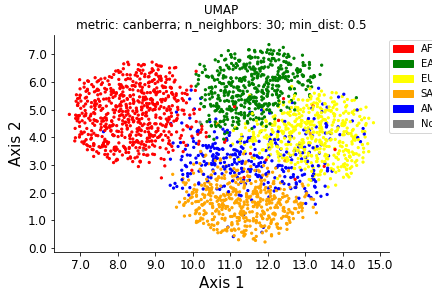 UMAP
metric: canberra; n_neighbors: 30; min_dist: 0.5
AF
EA
EU
SA
AM
No
7.0
6.0
5.0
4.0
3.0
2.0
1.0
0.0
Axis 2
7.0 8.0 9.0 10.0 11.0 12.0 13.0 14.0 15.0
Axis 1